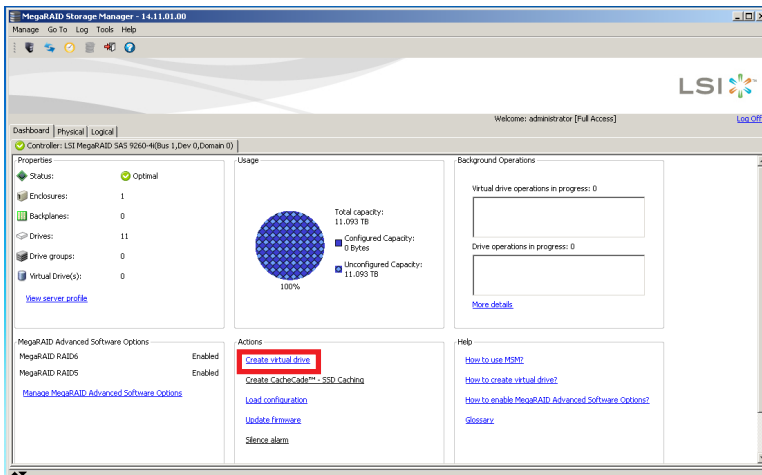 MegaRAID Storage Manager - 14.11.01.00
Manage Go To Log Tools Help
LSI
Welcome: administrator [Full Access]
Log Off
Dashboard Physical Logical
Controller: LSI MegaRAID SAS 9260-4i(Bus 1,Dev 0,Domain 0)
Properties
Status: Optimal
Enclosures: 1
Backplanes: 0
Drives: 11
Drive groups: 0
Virtual Drive(s): 0
View server profile
Usage
Total capacity:
11.093 TB
Configured Capacity:
0 Bytes
Unconfigured Capacity:
11.093 TB
100%
Background Operations
Virtual drive operations in progress: 0
Drive operations in progress: 0
More details
MegaRAID Advanced Software Options
MegaRAID RAID6 Enabled
MegaRAID RAID5 Enabled
Manage MegaRAID Advanced Software Options
Actions
Create virtual drive
Create CacheCade™ - SSD Caching
Load configuration
Update firmware
Silence alarm
Help
How to use MSM?
How to create virtual drive?
How to enable MegaRAID Advanced Software Options?
Glossary